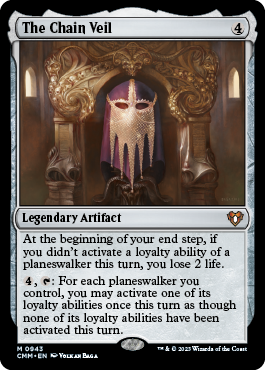 The Chain Veil 4
Legendary Artifact
At the beginning of your end step, if
you didn't activate a loyalty ability of a
planeswalker this turn, you lose 2 life.
4, T: For each planeswalker you
control, you may activate one of its
loyalty abilities once this turn as though
none of its loyalty abilities have been
activated this turn.
M 0943
CMM • EN VOLKAN BAGA ™ & © 2023 Wizards of the Coast